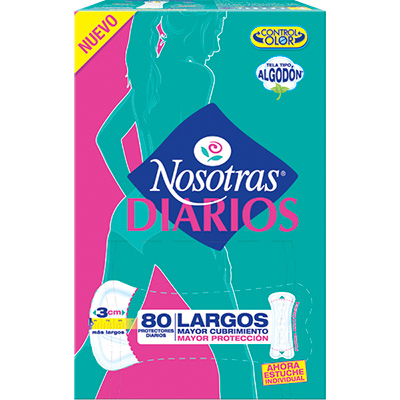 NUEVO
CONTROL
OLOR
TELA TIPO
ALGODÓN
Nosotras®
DIARIOS
3cm
más largos
80
PROTECTORES
DIARIOS
LARGOS
MAYOR CUBRIMIENTO
MAYOR PROTECCIÓN
AHORA
ESTUCHE
INDIVIDUAL